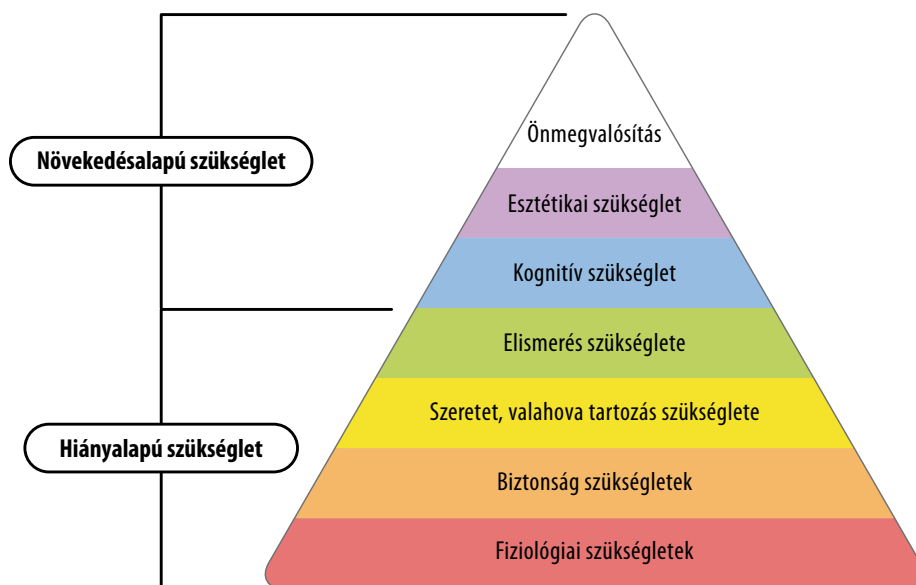 Önmegvalósítás
Növekedésalapú szükséglet
Esztétikai szükséglet
Kognitív szükséglet
Elismerés szükséglete
Szeretet, valahova tartozás szükséglete
Hiányalapú szükséglet
Biztonság szükségletek
Fiziológiai szükségletek